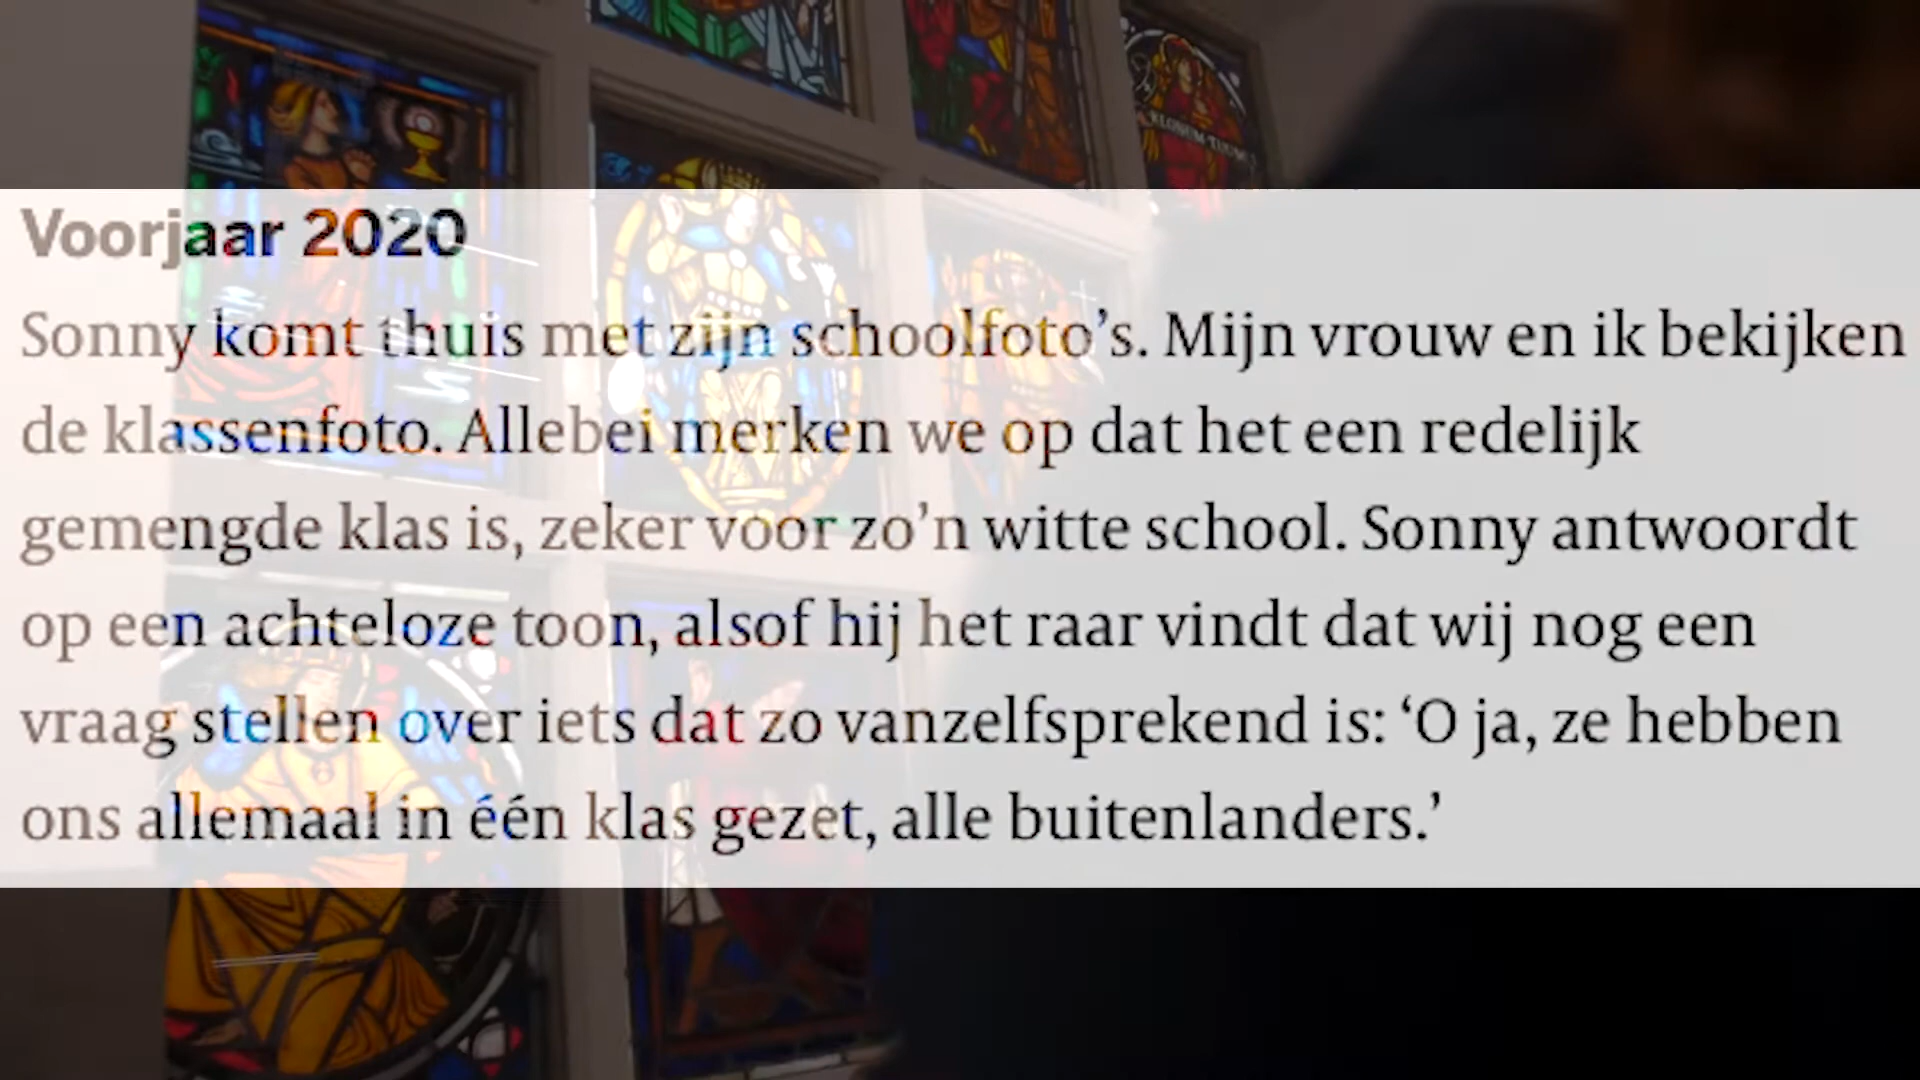 Voorjaar 2020
Sonny komt thuis met zijn schoolfoto’s. Mijn vrouw en ik bekijken
de klassenfoto. Allebei merken we op dat het een redelijk
gemengde klas is, zeker voor zo’n witte school. Sonny antwoordt
op een achteloze toon, alsof hij het raar vindt dat wij nog een
vraag stellen over iets dat zo vanzelfsprekend is: ‘O ja, ze hebben
ons allemaal in één klas gezet, alle buitenlanders.’